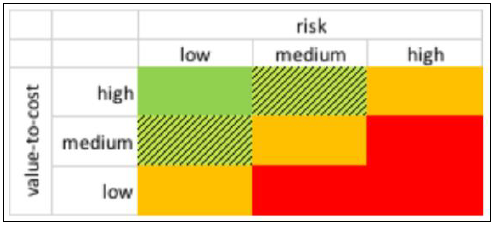 risk
low medium high
value-to-cost
high
medium
low